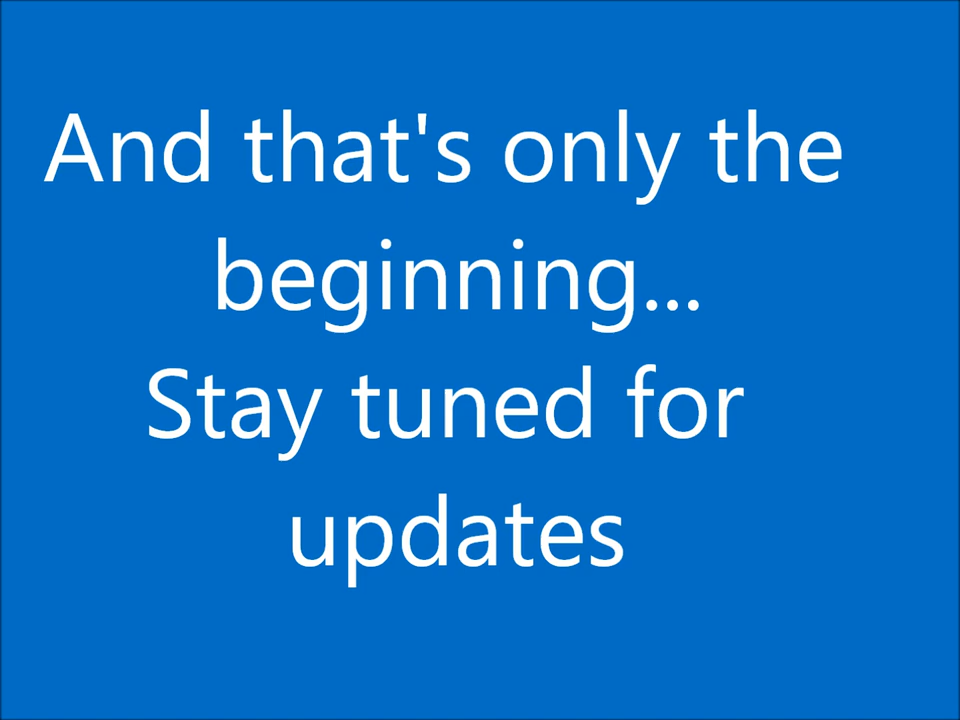 And that's only the
beginning...
Stay tuned for
updates